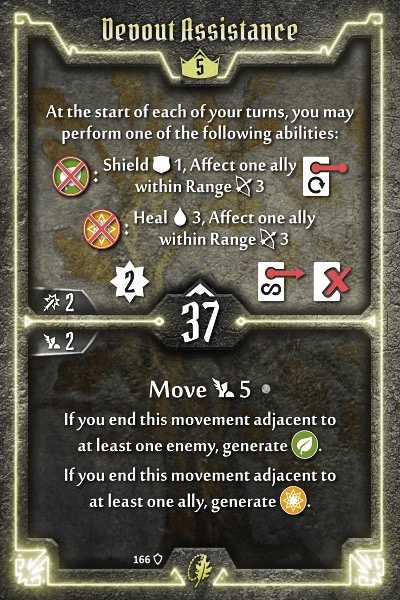 Devout Assistance
5
At the start of each of your turns, you may
perform one of the following abilities:
: Shield 1, Affect one ally
within Range 3
: Heal 3, Affect one ally
within Range 3
2
2
37
2
Move 5
If you end this movement adjacent to
at least one enemy, generate .
If you end this movement adjacent to
at least one ally, generate .
166